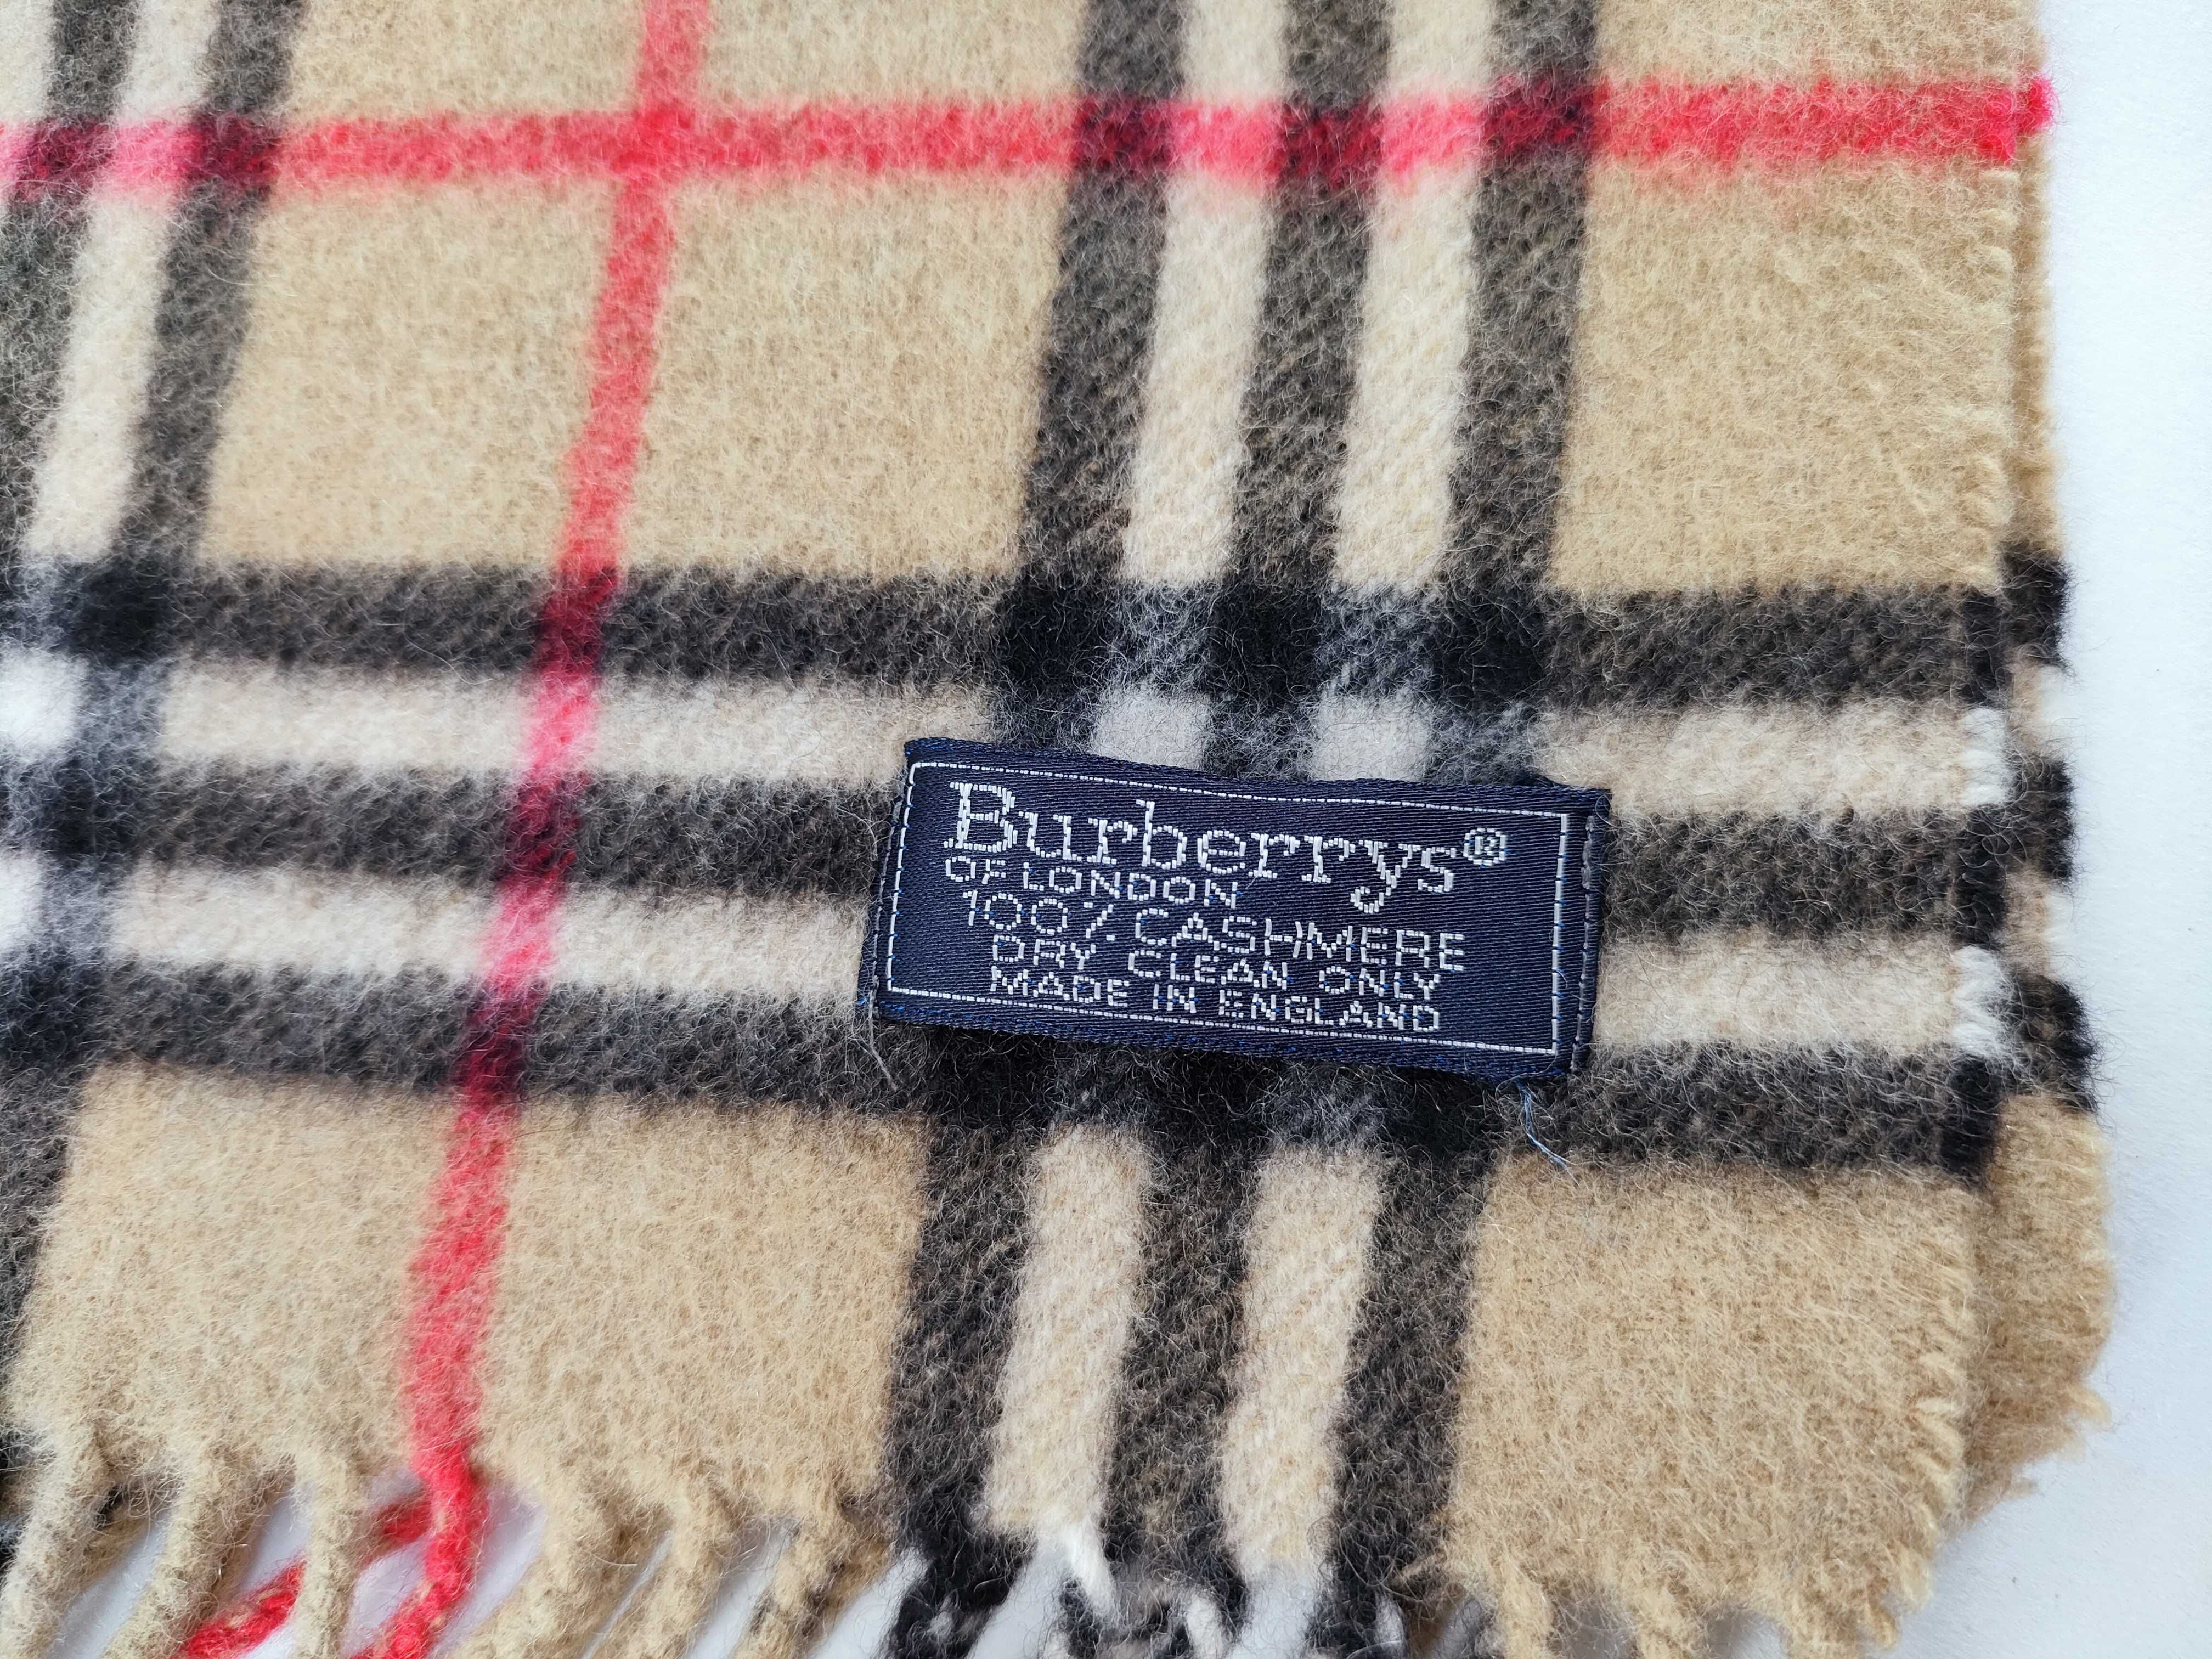 Burberrys®
OF LONDON
100% CASHMERE
DRY CLEAN ONLY
MADE IN ENGLAND